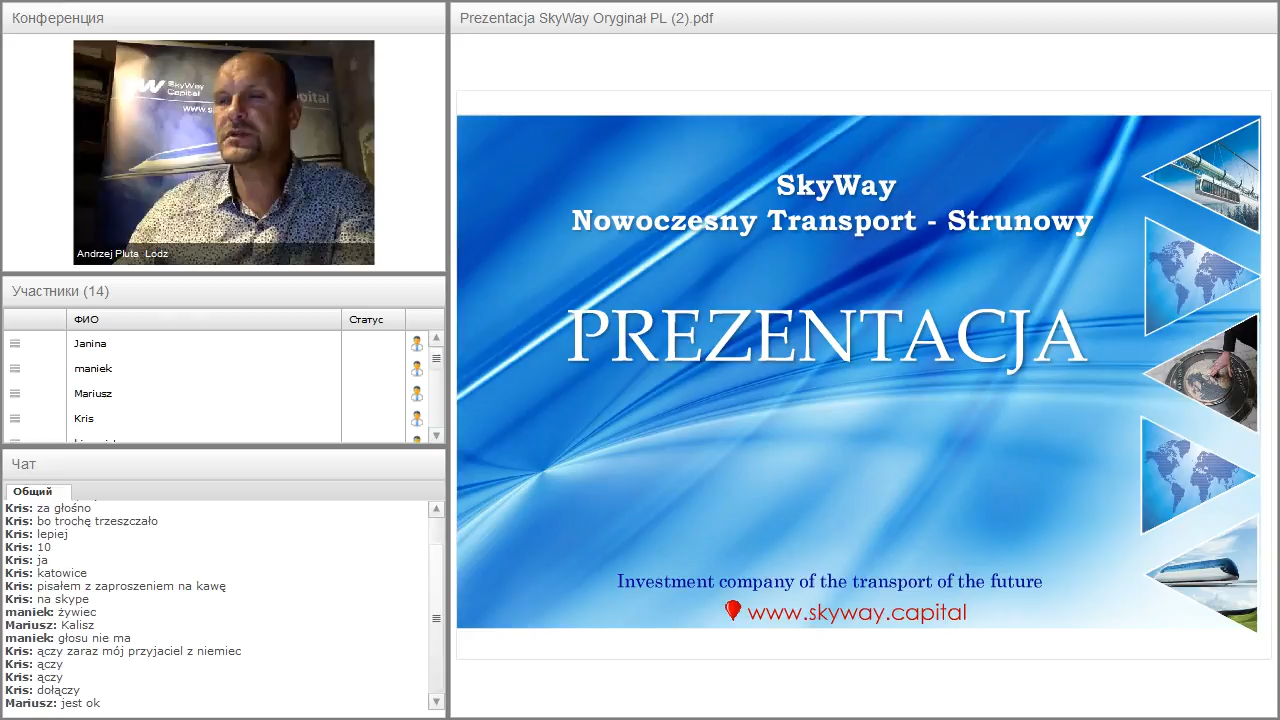 Конференция
SkyWay
Capital
www.s
Andrzej Pluta Lodz
Участники (14)
ФИО
Статус
Janina
maniek
Mariusz
Kris
Чат
Общий
Kris: za głośno
Kris: bo trochę trzeszczało
Kris: lepiej
Kris: 10
Kris: ja
Kris: katowice
Kris: pisałem z zaproszeniem na kawę
Kris: na skype
maniek: żywiec
Mariusz: Kalisz
maniek: głosu nie ma
Kris: ączy zaraz mój przyjaciel z niemiec
Kris: ączy
Kris: ączy
Kris: dołączy
Mariusz: jest ok
Prezentacja SkyWay Oryginał PL (2).pdf
SkyWay
Nowoczesny Transport - Strunowy
PREZENTACJA
Investment company of the transport of the future
www.skyway.capital